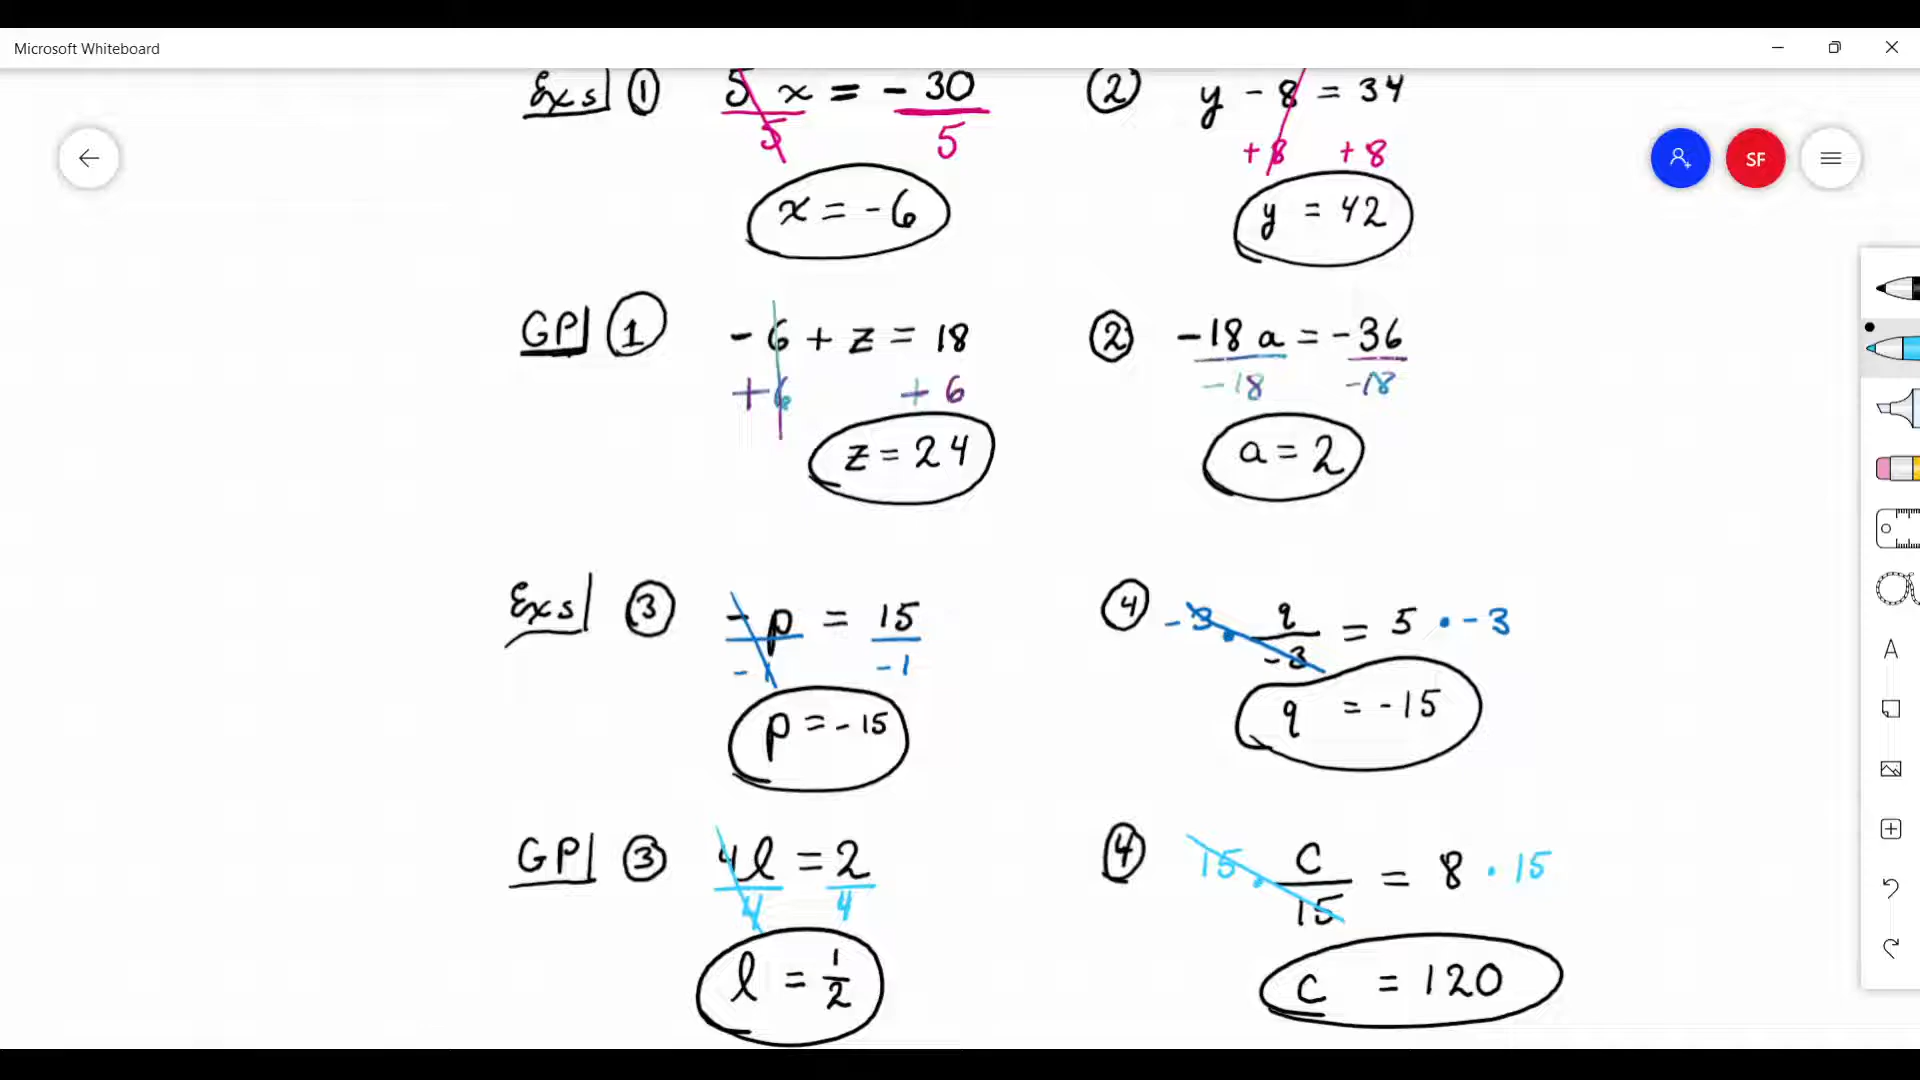 Microsoft Whiteboard
SF
Exs ① 5x = -30
5 5
x = -6
② y - 8 = 34
+8 +8
y = 42
GP ① -6 + z = 18
+6 +6
z = 24
② -18a = -36
-18 -18
a = 2
Exs ③ -p = 15
-1 -1
p = -15
④ -3 · q/-3 = 5 · -3
q = -15
GP ③ 4l = 2
4 4
l = 1/2
④ 15 · c/15 = 8 · 15
c = 120
A